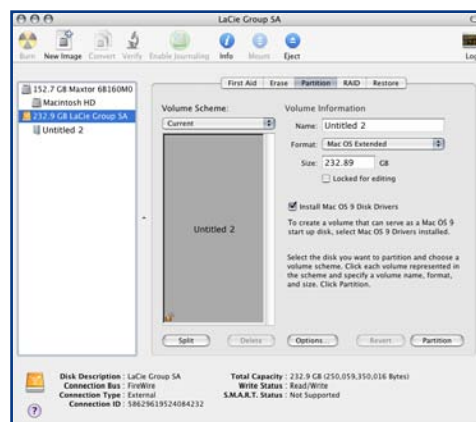 LaCie Group SA
Burn
New Image
Convert
Verify
Enable Journaling
Info
Mount
Eject
Log
152.7 GB Maxtor 6B160M0
Macintosh HD
232.9 GB LaCie Group SA
Untitled 2
First Aid
Erase
Partition
RAID
Restore
Volume Scheme:
Current
Untitled 2
Volume Information
Name: Untitled 2
Format: Mac OS Extended
Size: 232.89 GB
Locked for editing
Install Mac OS 9 Disk Drivers
To create a volume that can serve as a Mac OS 9
start up disk, select Mac OS 9 Drivers installed.
Select the disk you want to partition and choose a
volume scheme. Click each volume represented in
the scheme and specify a volume name, format,
and size. Click Partition.
Split
Delete
Options...
Revert
Partition
Disk Description : LaCie Group SA
Connection Bus : FireWire
Connection Type : External
Connection ID : 58629619524084232
Total Capacity : 232.9 GB (250,059,350,016 Bytes)
Write Status : Read/Write
S.M.A.R.T. Status : Not Supported
?